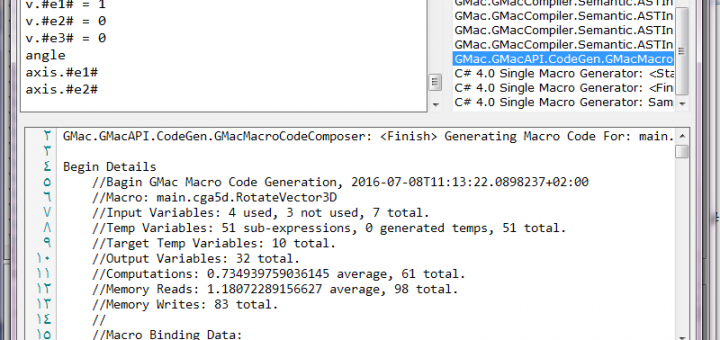 v.#e1# = 1
v.#e2# = 0
v.#e3# = 0
angle
axis.#e1#
axis.#e2#
GMac.GMacCompiler.Semantic.ASTIn
GMac.GMacCompiler.Semantic.ASTIn
GMac.GMacCompiler.Semantic.ASTIn
GMac.GMacCompiler.Semantic.ASTIn
GMac.GMacAPI.CodeGen.GMacMacro
C# 4.0 Single Macro Generator: <Sta
C# 4.0 Single Macro Generator: <Fin
C# 4.0 Single Macro Generator: Sam
٢ GMac.GMacAPI.CodeGen.GMacMacroCodeComposer: <Finish> Generating Macro Code For: main.
٣
٤ Begin Details
٥ //Bagin GMac Macro Code Generation, 2016-07-08T11:13:22.0898237+02:00
٦ //Macro: main.cga5d.RotateVector3D
٧ //Input Variables: 4 used, 3 not used, 7 total.
٨ //Temp Variables: 51 sub-expressions, 0 generated temps, 51 total.
٩ //Target Temp Variables: 10 total.
١٠ //Output Variables: 32 total.
١١ //Computations: 0.734939759036145 average, 61 total.
١٢ //Memory Reads: 1.18072289156627 average, 98 total.
١٣ //Memory Writes: 83 total.
١٤ //
١٥ //Macro Binding Data: